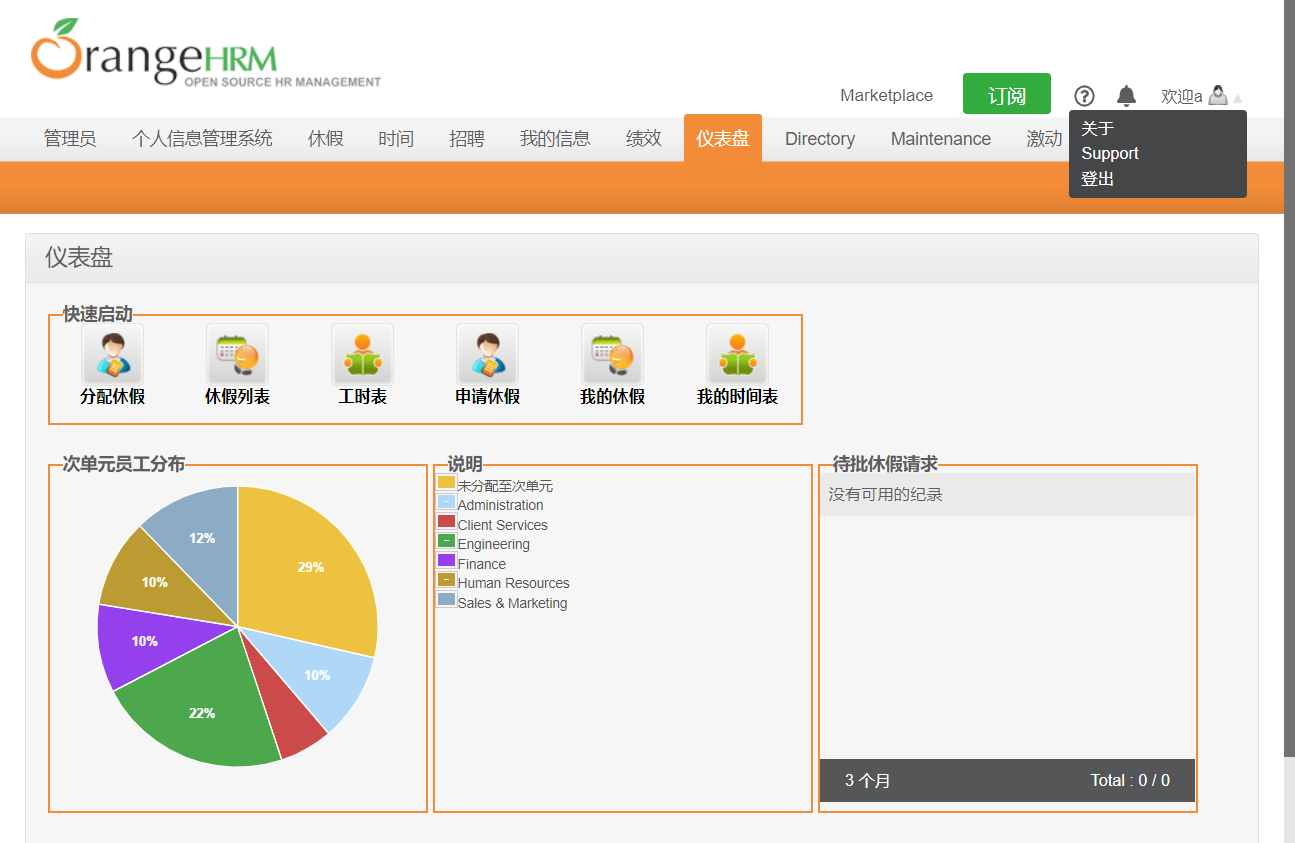 OrangeHRM
OPEN SOURCE HR MANAGEMENT
Marketplace 订阅 欢迎a
管理员 个人信息管理系统 休假 时间 招聘 我的信息 绩效 仪表盘 Directory Maintenance 激动
关于
Support
登出
仪表盘
快速启动
分配休假 休假列表 工时表 申请休假 我的休假 我的时间表
次单元员工分布
29%
10%
22%
10%
10%
12%
说明
未分配至次单元
Administration
Client Services
Engineering
Finance
Human Resources
Sales & Marketing
待批休假请求
没有可用的纪录
3 个月 Total : 0 / 0